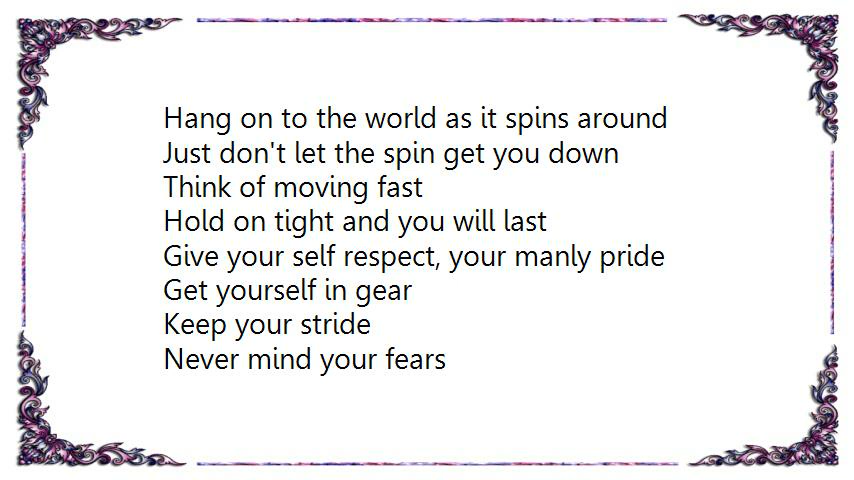 Hang on to the world as it spins around
Just don't let the spin get you down
Think of moving fast
Hold on tight and you will last
Give your self respect, your manly pride
Get yourself in gear
Keep your stride
Never mind your fears